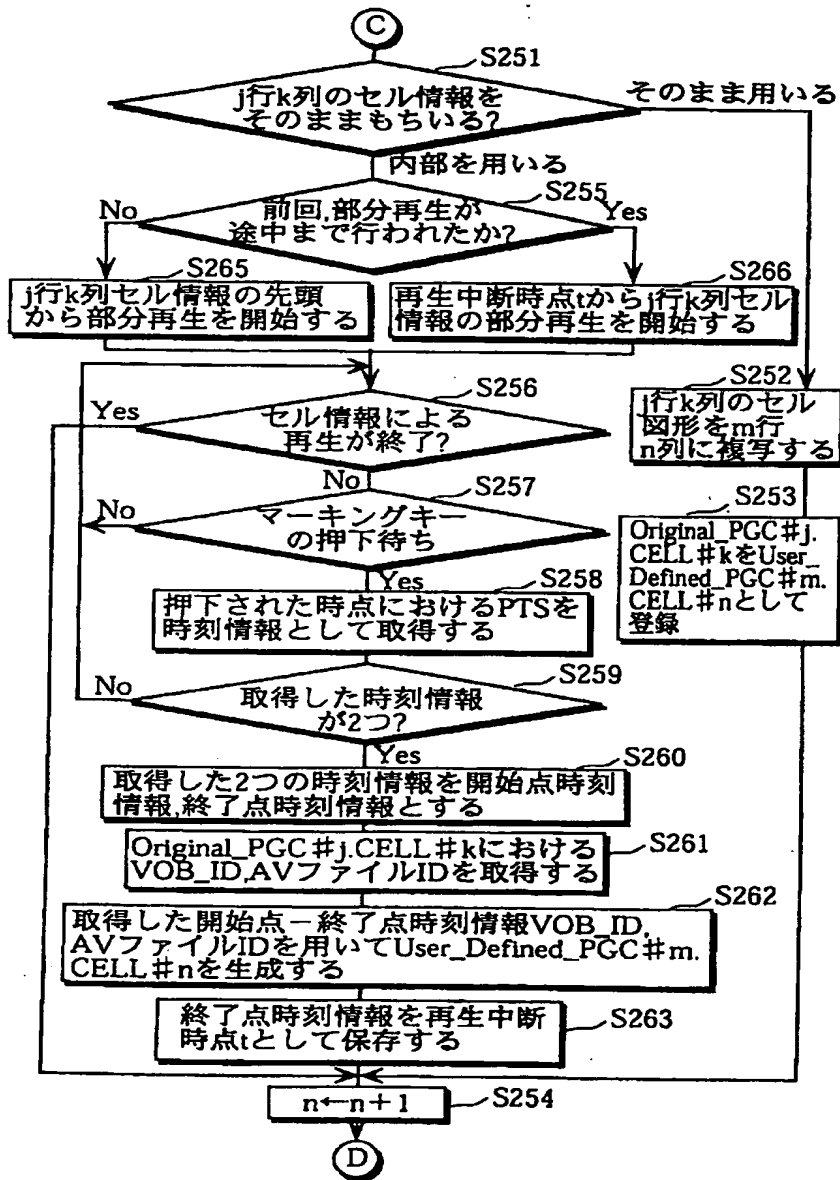 C
S251
j行k列のセル情報を
そのままもちいる?
そのまま用いる
内部を用いる
S255
No
前回,部分再生が
途中まで行われたか?
Yes
S265
j行k列セル情報の先頭
から部分再生を開始する
S266
再生中断時点tからj行k列セル
情報の部分再生を開始する
S256
Yes
セル情報による
再生が終了?
No
S252
j行k列のセル
図形をm行
n列に複写する
S257
No
マーキングキー
の押下待ち
Yes
S253
Original_PGC#j.
CELL#kをUser_
Defined_PGC#m.
CELL#nとして
登録
S258
押下された時点におけるPTSを
時刻情報として取得する
S259
No
取得した時刻情報
が2つ?
Yes
S260
取得した2つの時刻情報を開始点時刻
情報,終了点時刻情報とする
S261
Original_PGC#j.CELL#kにおける
VOB_ID,AVファイルIDを取得する
S262
取得した開始点－終了点時刻情報VOB_ID,
AVファイルIDを用いてUser_Defined_PGC#m.
CELL#nを生成する
S263
終了点時刻情報を再生中断
時点tとして保存する
S254
n←n+1
D